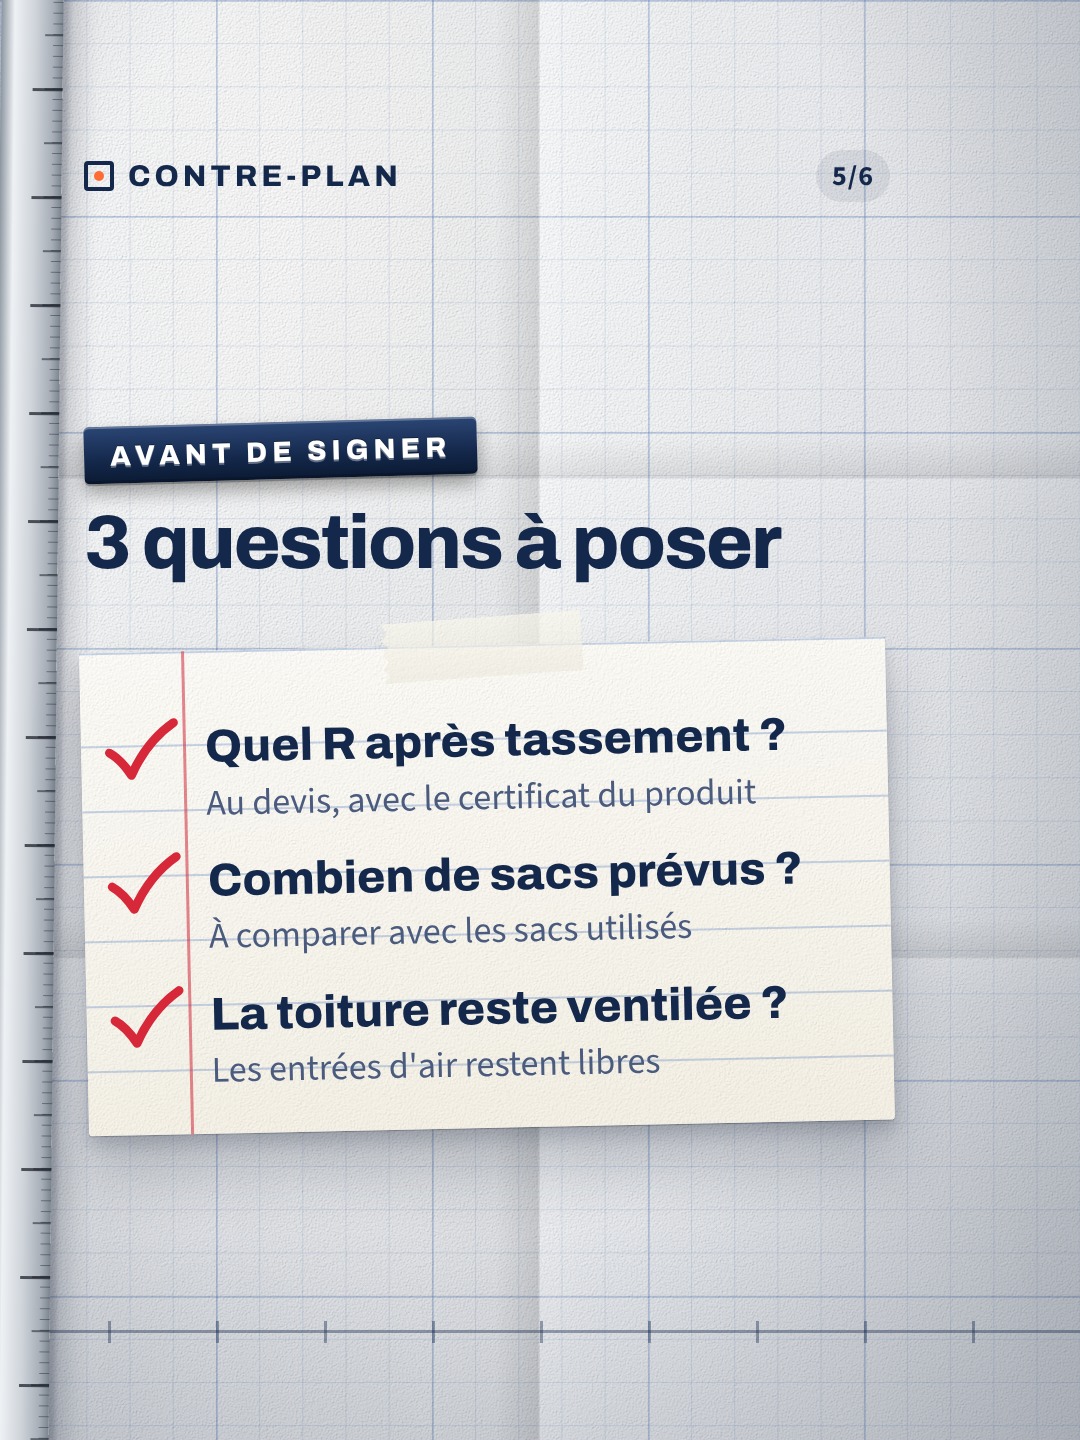 CONTRE-PLAN
5/6
AVANT DE SIGNER
3 questions à poser
Quel R après tassement ?
Au devis, avec le certificat du produit
Combien de sacs prévus ?
À comparer avec les sacs utilisés
La toiture reste ventilée ?
Les entrées d'air restent libres